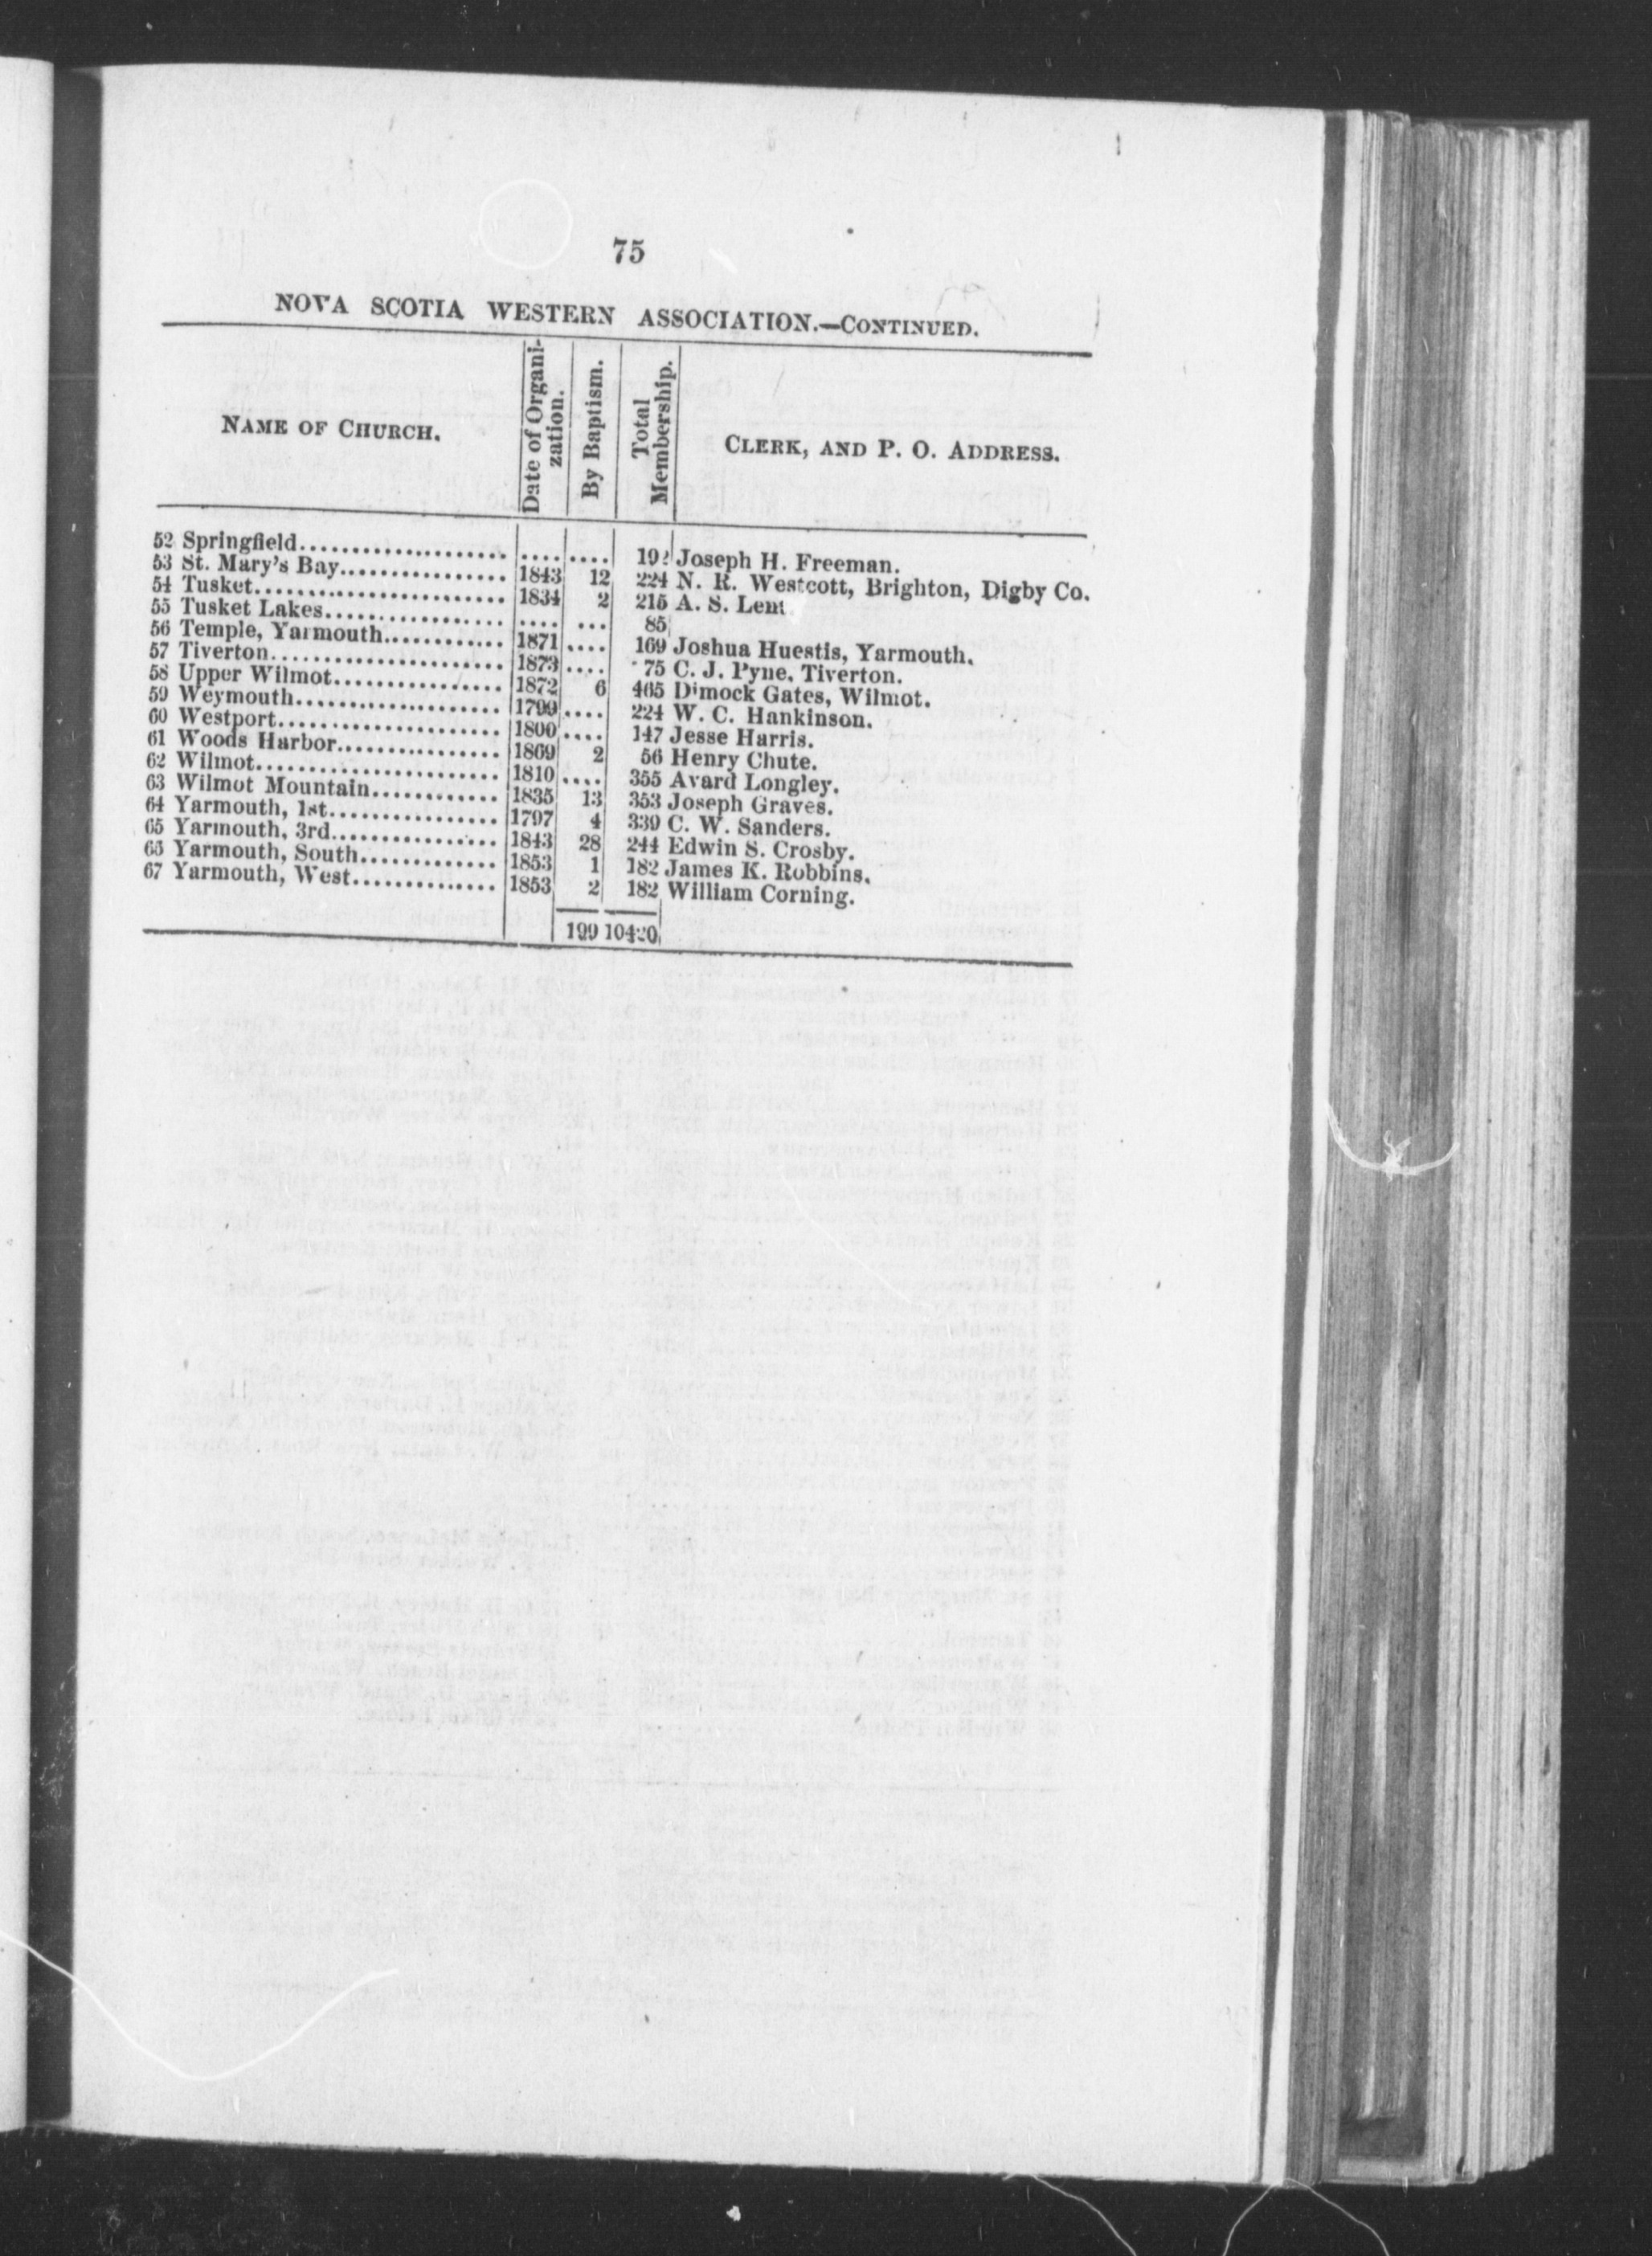 75
NOVA SCOTIA WESTERN ASSOCIATION.—CONTINUED.
NAME OF CHURCH. Date of Organization. By Baptism. Total Membership. CLERK, AND P. O. ADDRESS.
52 Springfield.................... .... .... 192 Joseph H. Freeman.
53 St. Mary's Bay................ 1843 12 224 N. R. Westcott, Brighton, Digby Co.
54 Tusket........................ 1834 2 215 A. S. Lent
55 Tusket Lakes................. .... ... 85
56 Temple, Yarmouth............ 1871 .... 169 Joshua Huestis, Yarmouth.
57 Tiverton...................... 1873 .... 75 C. J. Pyne, Tiverton.
58 Upper Wilmot................ 1872 6 465 Dimock Gates, Wilmot.
59 Weymouth................... 1799 .... 224 W. C. Hankinson.
60 Westport..................... 1800 .... 147 Jesse Harris.
61 Woods Harbor............... 1869 2 56 Henry Chute.
62 Wilmot....................... 1810 .... 355 Avard Longley.
63 Wilmot Mountain............ 1835 13 353 Joseph Graves.
64 Yarmouth, 1st................ 1797 4 339 C. W. Sanders.
65 Yarmouth, 3rd................ 1843 28 244 Edwin S. Crosby.
66 Yarmouth, South............. 1853 1 182 James K. Robbins.
67 Yarmouth, West.............. 1853 2 182 William Corning.
199 10420